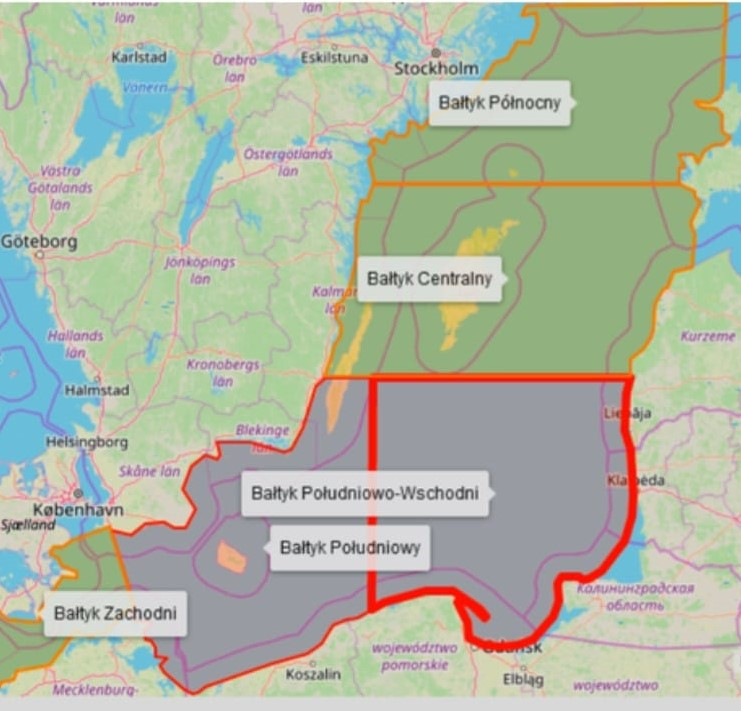 Värmlands
län
län
Karlstad
Örebro
län
Eskilstuna
Stockholm
Vänern
Bałtyk Północny
Västra
Götalands
län
Östergötlands
län
Göteborg
Jönköpings
län
Bałtyk Centralny
Kalmar
län
Hallands
län
Kronobergs
län
Kurzeme
Halmstad
Liepāja
Helsingborg
Blekinge
län
Skåne län
Klaipėda
Bałtyk Południowo-Wschodni
København
Sjælland
Bałtyk Południowy
Калининградская
область
Bałtyk Zachodni
województwo
pomorskie
Gdańsk
Koszalin
Elbląg
Mecklenburg-
województwo